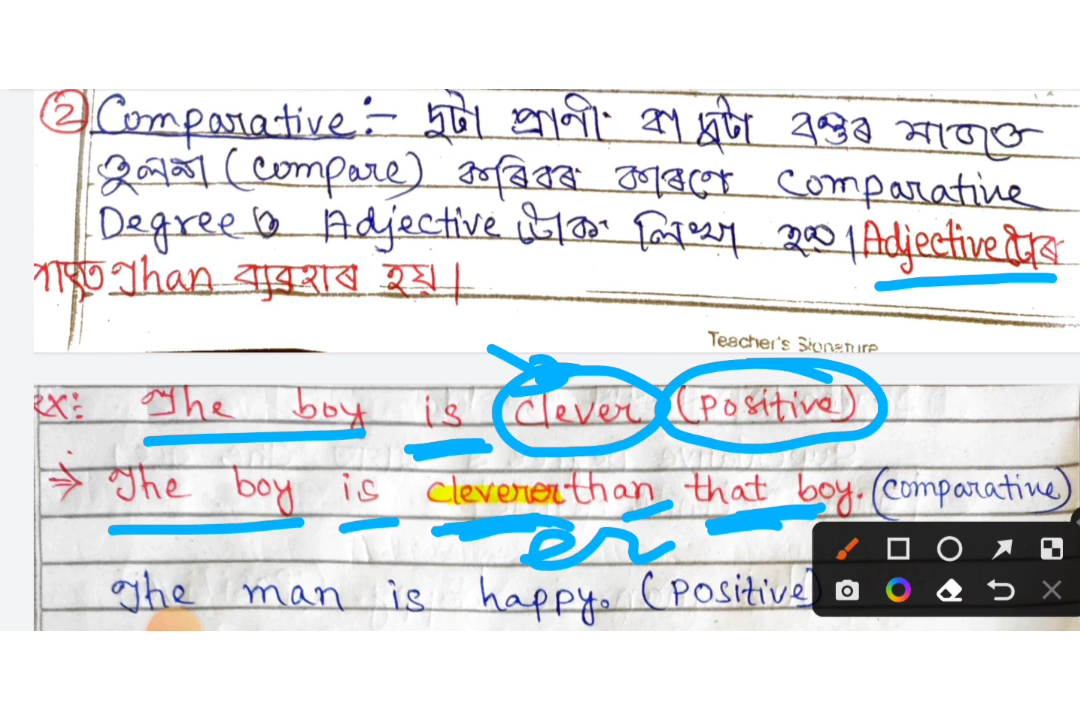 ② Comparative :- দুটা প্ৰাণী বা দুটা বস্তুৰ মাজত
তুলনা (compare) কৰিবৰ কাৰণে comparative
Degree ত Adjective টোক লিখা হয়। Adjective টোৰ
পাছত Than ব্যৱহাৰ হয়।
Teacher's Signature
Ex: The boy is clever (positive)
⇒ The boy is cleverer than that boy. (comparative)
er
The man is happy. (positive)